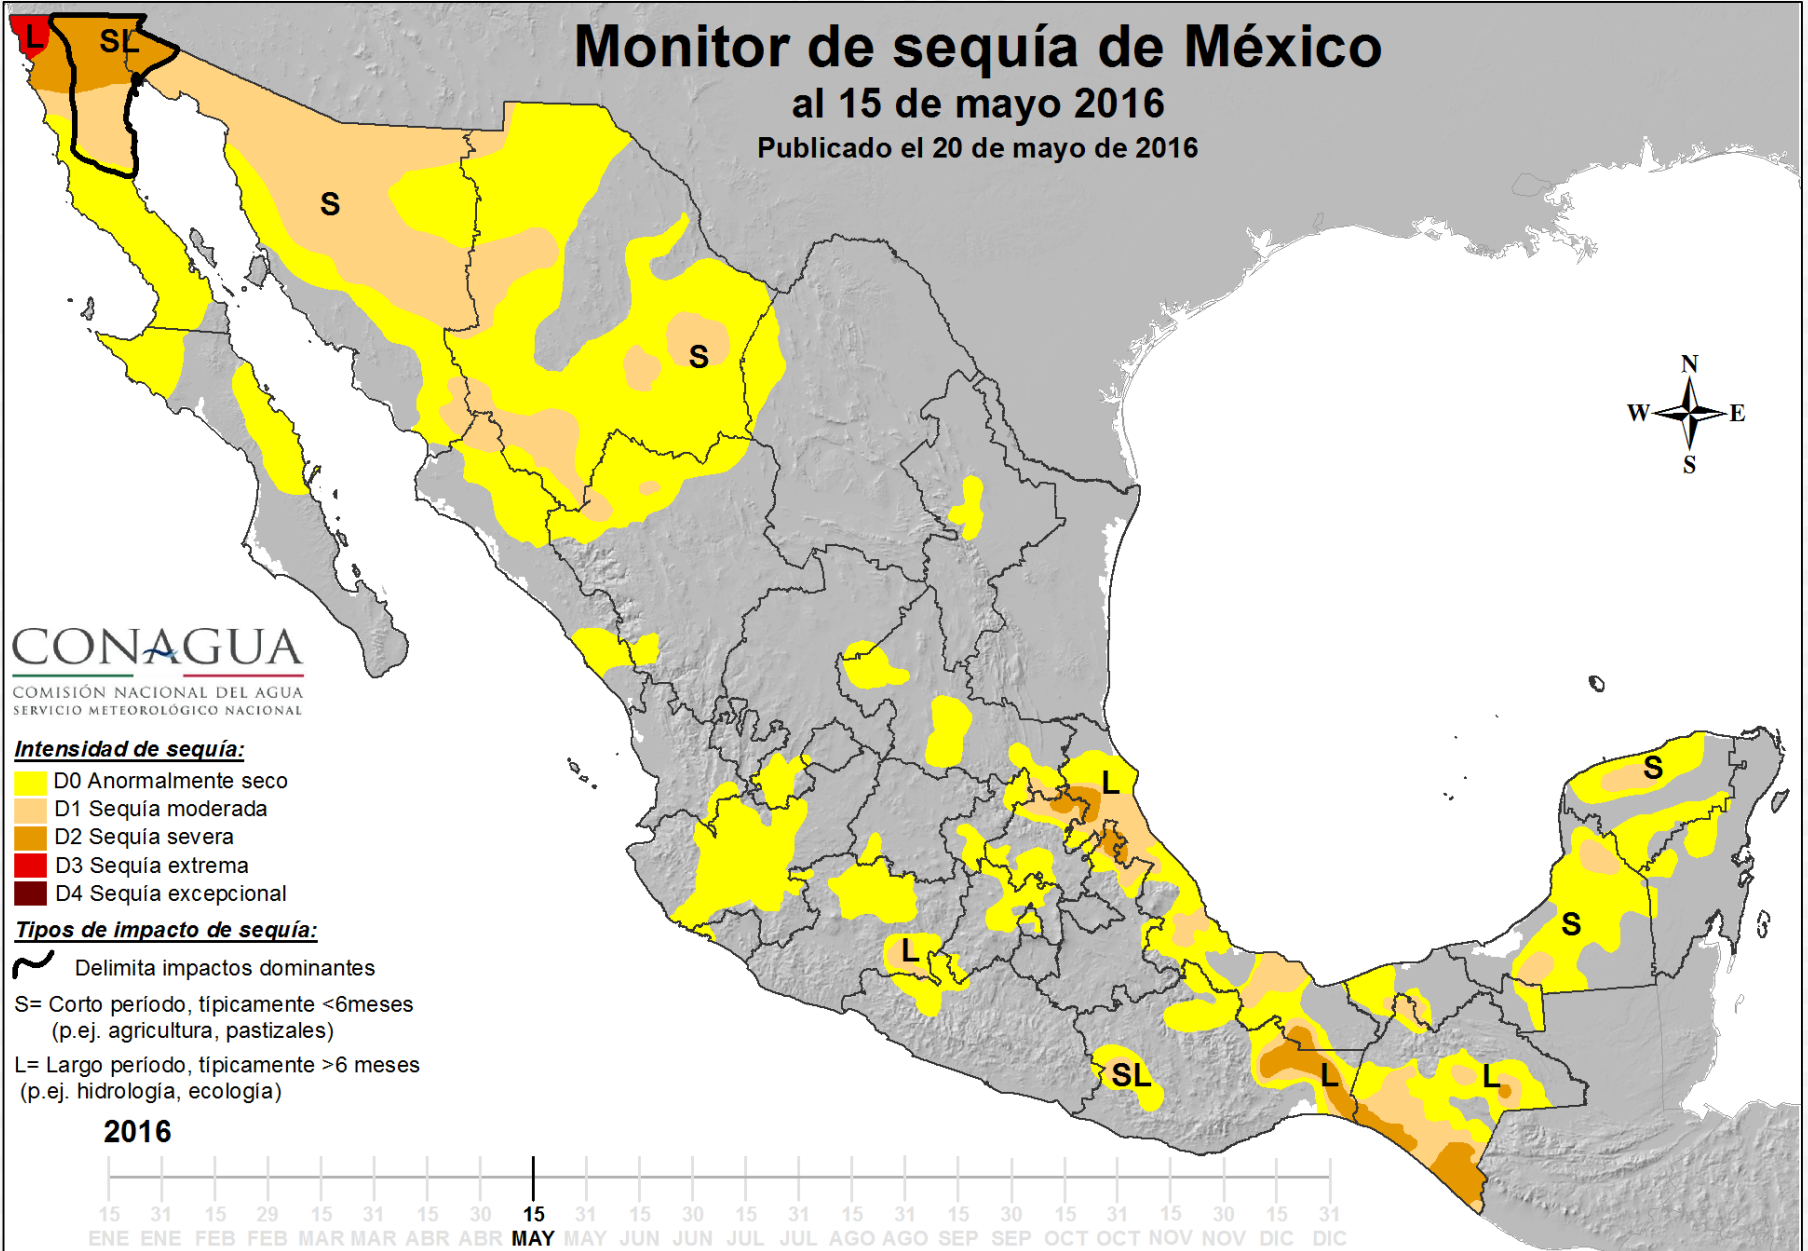 Monitor de sequía de México
al 15 de mayo 2016
Publicado el 20 de mayo de 2016
L
SL
S
S
N
W E
S
CONAGUA
COMISIÓN NACIONAL DEL AGUA
SERVICIO METEOROLÓGICO NACIONAL
Intensidad de sequía:
D0 Anormalmente seco
D1 Sequía moderada
D2 Sequía severa
D3 Sequía extrema
D4 Sequía excepcional
Tipos de impacto de sequía:
Delimita impactos dominantes
S= Corto período, típicamente <6meses
(p.ej. agricultura, pastizales)
L= Largo período, típicamente >6 meses
(p.ej. hidrología, ecología)
L
S
S
L
SL
L
L
2016
15 31 15 29 15 31 15 30 15 31 15 30 15 31 15 31 15 30 15 31 15 30 15 31
ENE ENE FEB FEB MAR MAR ABR ABR MAY MAY JUN JUN JUL JUL AGO AGO SEP SEP OCT OCT NOV NOV DIC DIC